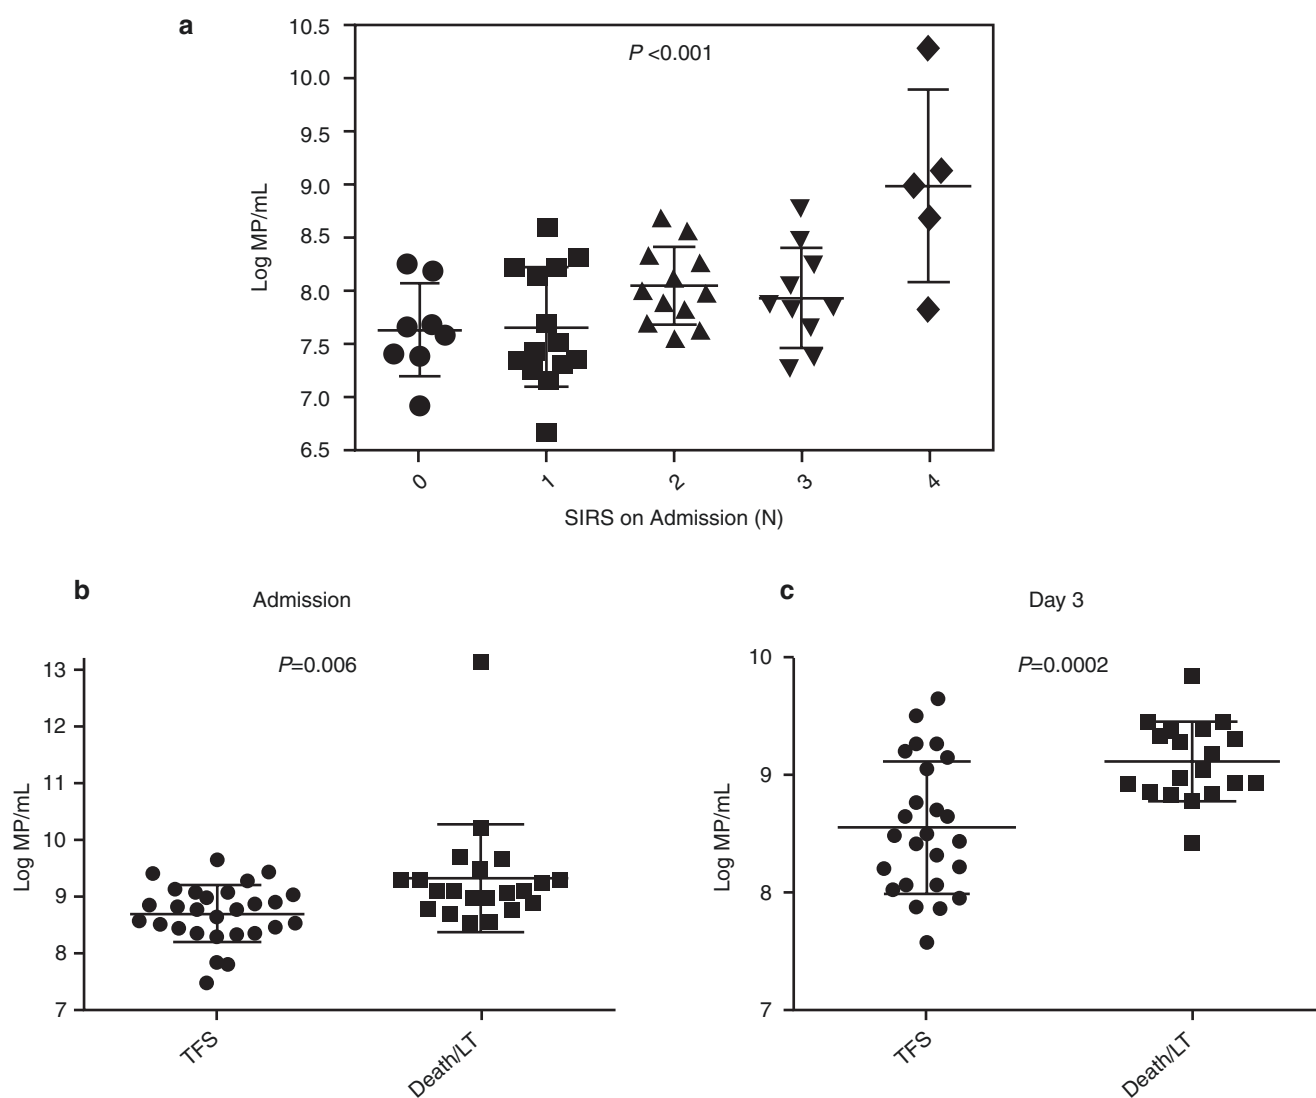 a
10.5
10.0
9.5
9.0
8.5
8.0
7.5
7.0
6.5
Log MP/mL
P <0.001
0 1 2 3 4
SIRS on Admission (N)
b
Admission
P=0.006
13
12
11
10
9
8
7
Log MP/mL
TFS Death/LT
c
Day 3
P=0.0002
10
9
8
7
Log MP/mL
TFS Death/LT